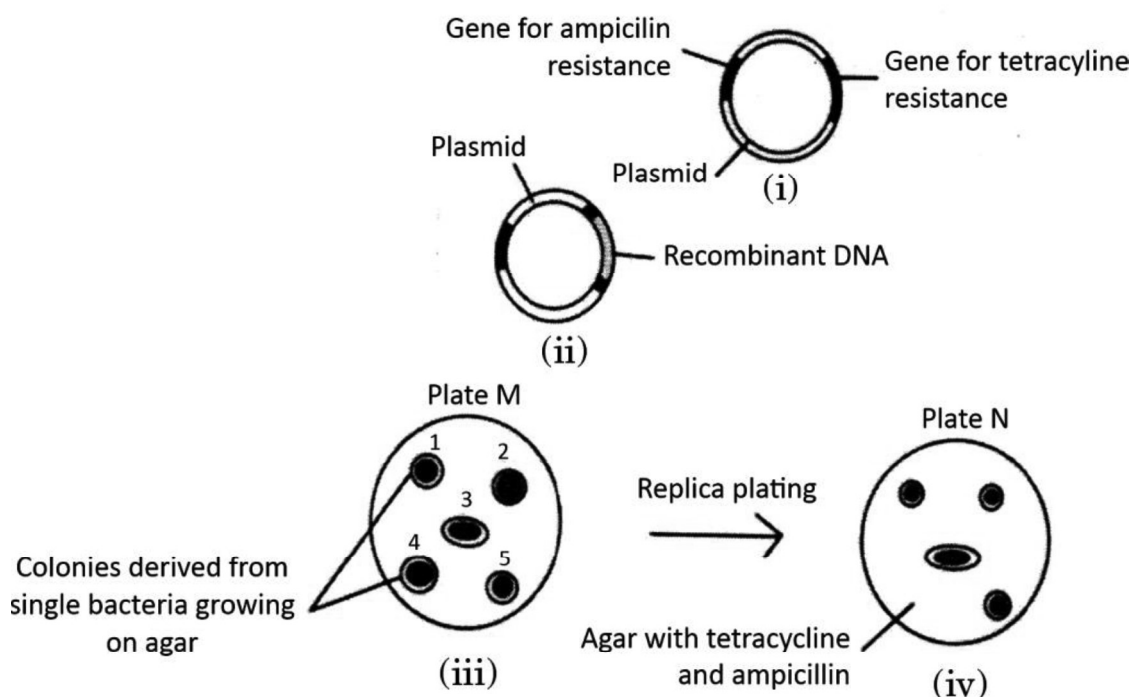 Gene for ampicilin
resistance
Gene for tetracyline
resistance
Plasmid
(i)
Plasmid
Recombinant DNA
(ii)
Plate M
1
2
3
4
5
Colonies derived from
single bacteria growing
on agar
(iii)
Replica plating
Plate N
Agar with tetracycline
and ampicillin
(iv)